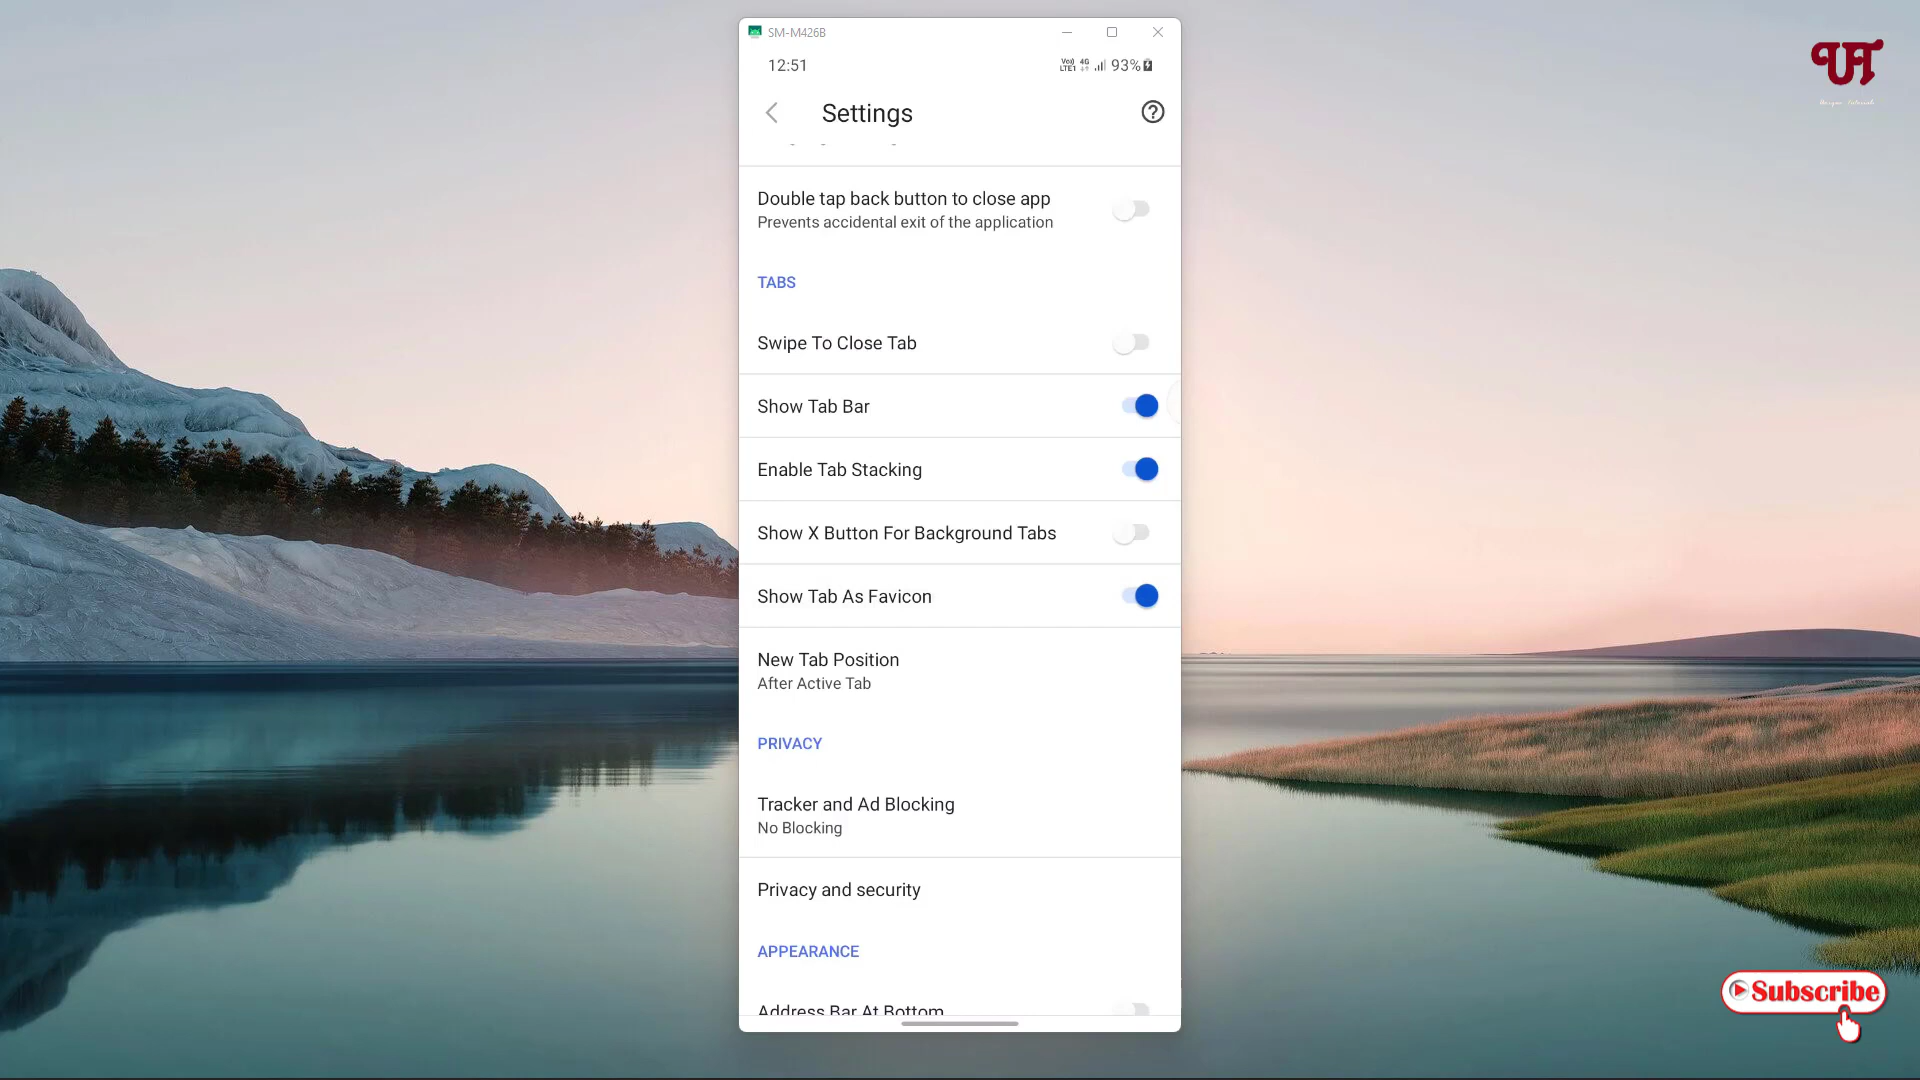 SM-M426B
12:51
Vo)) 4G 93%
LTE1
Settings
Double tap back button to close app
Prevents accidental exit of the application
TABS
Swipe To Close Tab
Show Tab Bar
Enable Tab Stacking
Show X Button For Background Tabs
Show Tab As Favicon
New Tab Position
After Active Tab
PRIVACY
Tracker and Ad Blocking
No Blocking
Privacy and security
APPEARANCE
Address Bar At Bottom
Subscribe